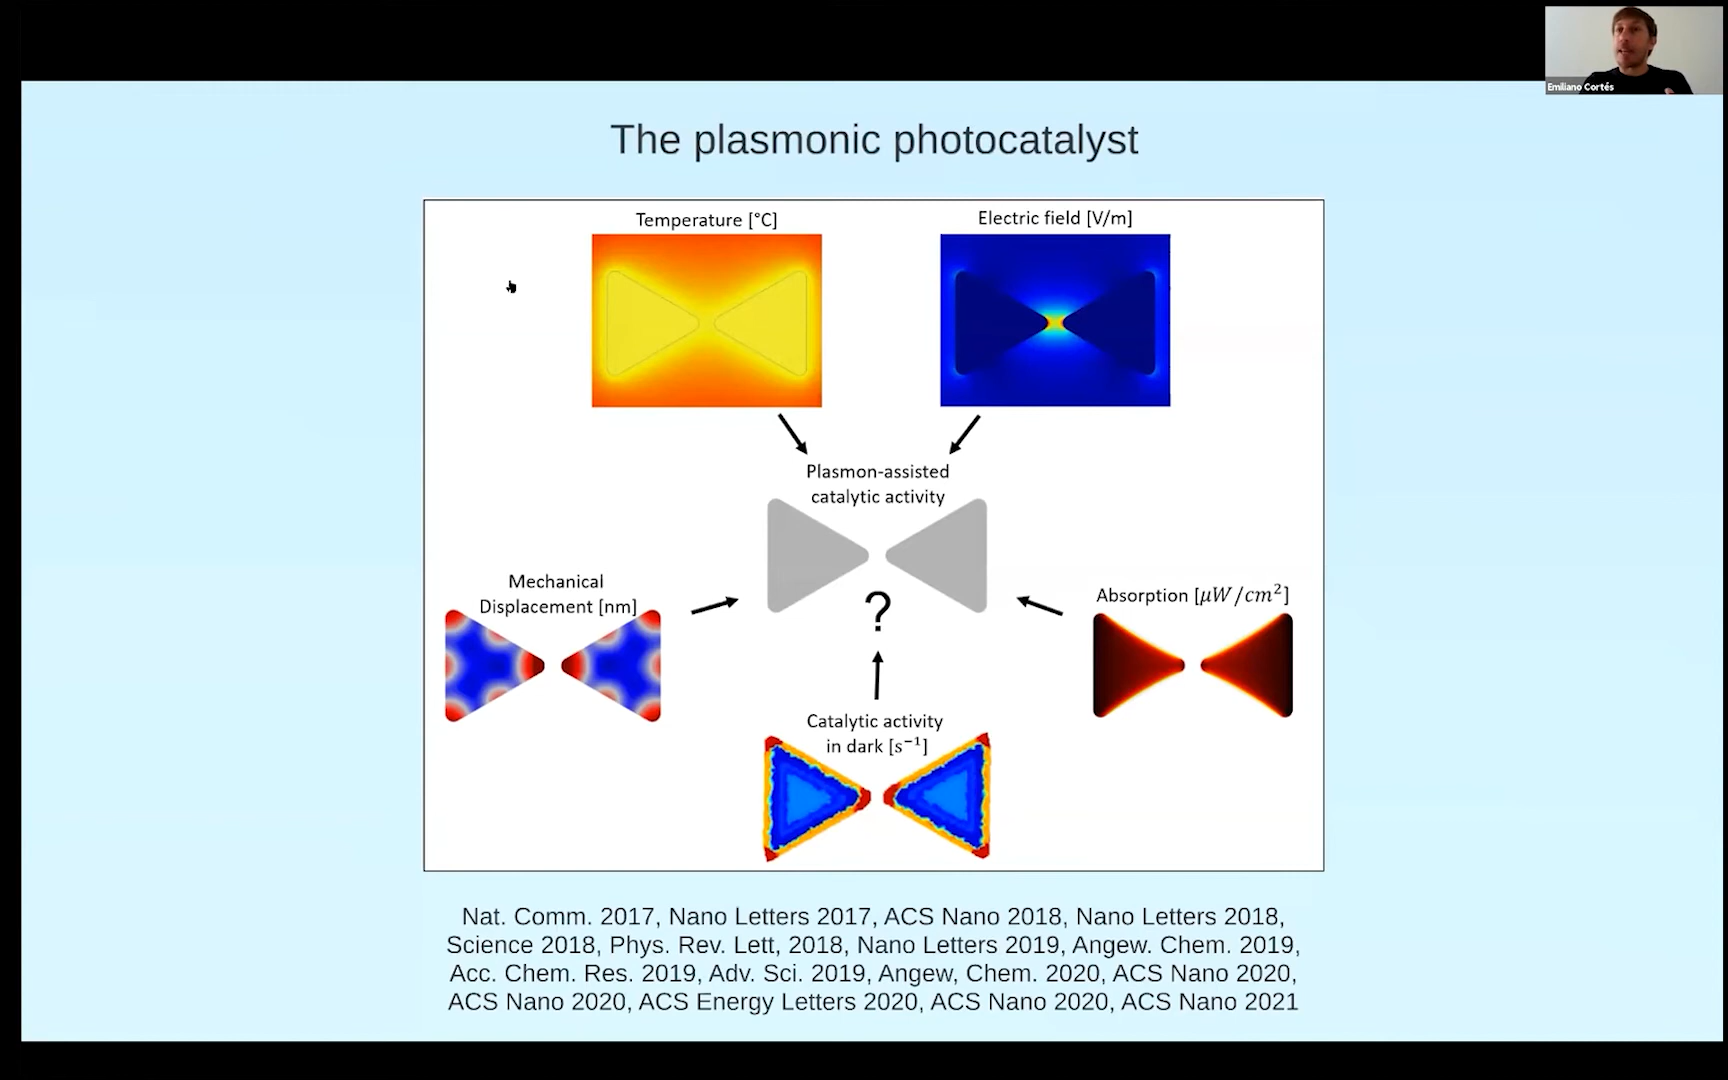 Emiliano Cortés
The plasmonic photocatalyst
Temperature [°C]
Electric field [V/m]
Plasmon-assisted
catalytic activity
Mechanical
Displacement [nm]
?
Absorption [μW/cm²]
Catalytic activity
in dark [s⁻¹]
Nat. Comm. 2017, Nano Letters 2017, ACS Nano 2018, Nano Letters 2018,
Science 2018, Phys. Rev. Lett, 2018, Nano Letters 2019, Angew. Chem. 2019,
Acc. Chem. Res. 2019, Adv. Sci. 2019, Angew, Chem. 2020, ACS Nano 2020,
ACS Nano 2020, ACS Energy Letters 2020, ACS Nano 2020, ACS Nano 2021